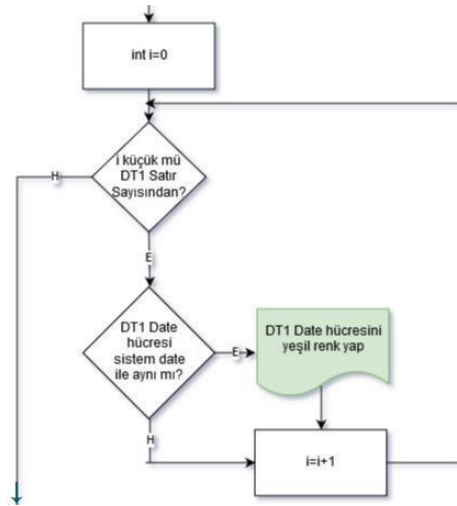 int i=0
i küçük mü
DT1 Satır
Sayısından?
H
E
DT1 Date
hücresi
sistem date
ile aynı mı?
E
DT1 Date hücresini
yeşil renk yap
H
i=i+1